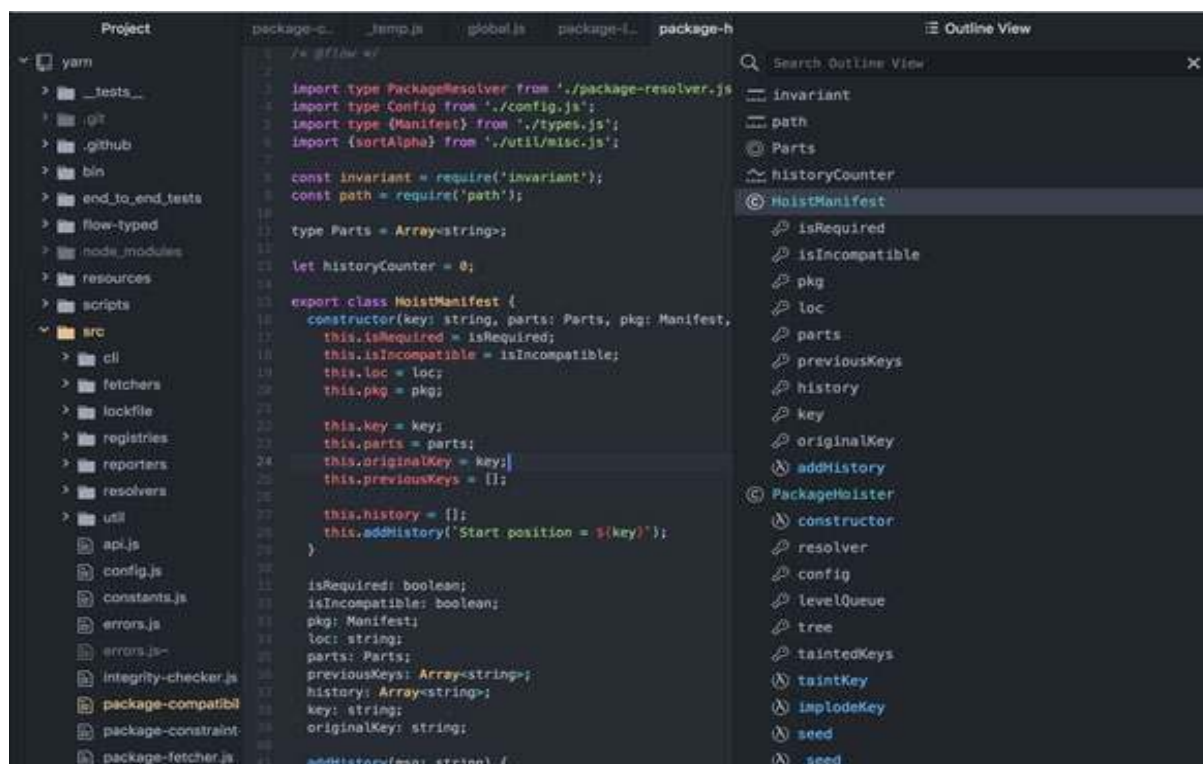 Project
yarn
__tests__
.git
.github
bin
end_to_end_tests
flow-typed
node_modules
resources
scripts
src
cli
fetchers
lockfile
registries
reporters
resolvers
util
api.js
config.js
constants.js
errors.js
errors.js~
integrity-checker.js
package-compatibil
package-constraint
package-fetcher.js
package-c... _temp.js global.js package-l... package-h
/* @flow */
import type PackageResolver from './package-resolver.js
import type Config from './config.js';
import type {Manifest} from './types.js';
import {sortAlpha} from './util/misc.js';
const invariant = require('invariant');
const path = require('path');
type Parts = Array<string>;
let historyCounter = 0;
export class HoistManifest {
constructor(key: string, parts: Parts, pkg: Manifest,
this.isRequired = isRequired;
this.isIncompatible = isIncompatible;
this.loc = loc;
this.pkg = pkg;
this.key = key;
this.parts = parts;
24 this.originalKey = key;
this.previousKeys = [];
this.history = [];
this.addHistory(`Start position = ${key}`);
}
isRequired: boolean;
isIncompatible: boolean;
pkg: Manifest;
loc: string;
parts: Parts;
previousKeys: Array<string>;
history: Array<string>;
key: string;
originalKey: string;
addHistory(msg: string) {
Outline View
Search Outline View
invariant
path
Parts
historyCounter
HoistManifest
isRequired
isIncompatible
pkg
loc
parts
previousKeys
history
key
originalKey
addHistory
PackageHoister
constructor
resolver
config
levelQueue
tree
taintedKeys
taintKey
implodeKey
seed
_seed